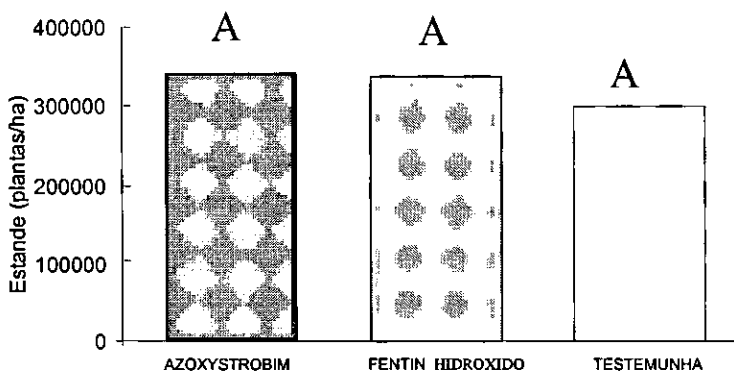 400000
300000
200000
100000
0
Estande (plantas/ha)
A
A
A
AZOXYSTROBIM
FENTIN HIDROXIDO
TESTEMUNHA